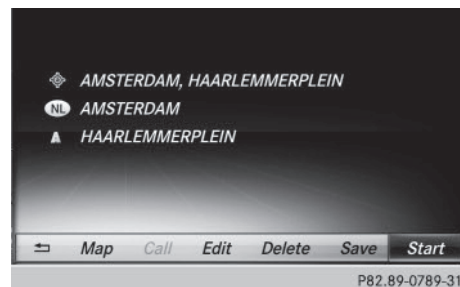 AMSTERDAM, HAARLEMMERPLEIN
NL AMSTERDAM
HAARLEMMERPLEIN
Map Call Edit Delete Save Start
P82.89-0789-31